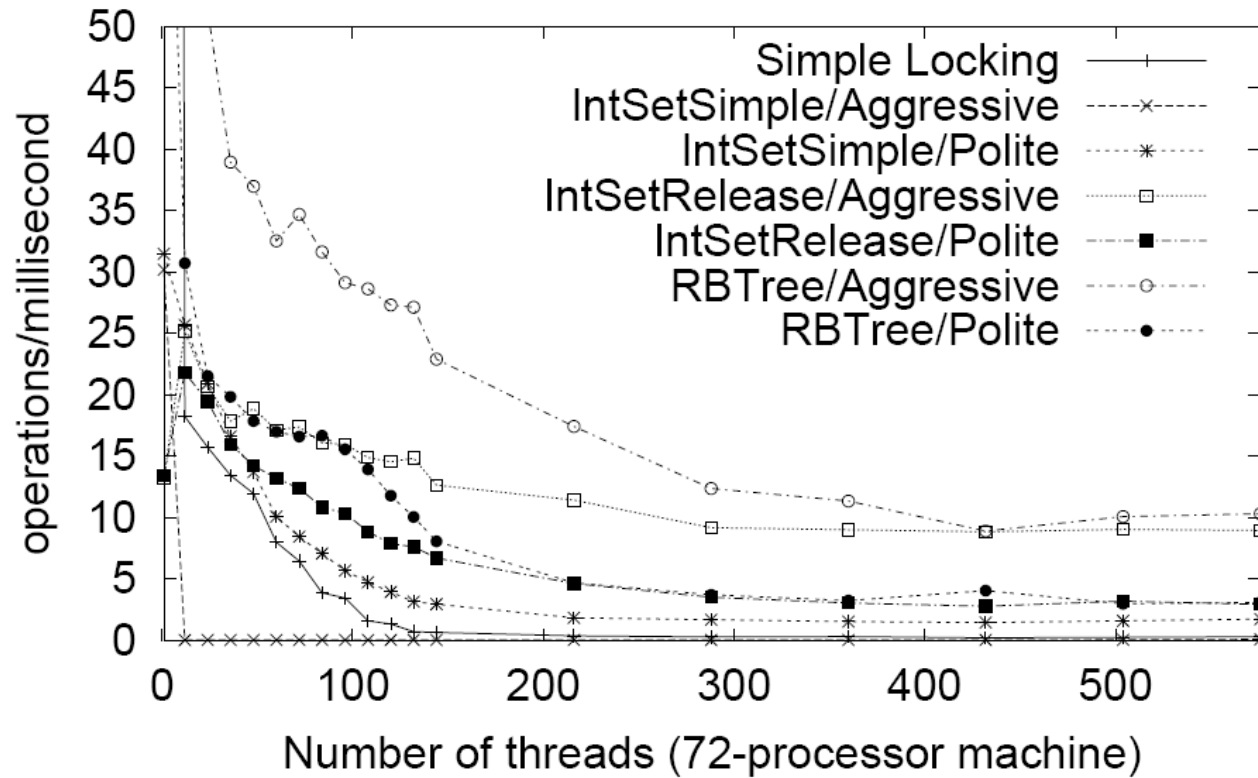 50
45
40
35
30
25
20
15
10
5
0
operations/millisecond
Simple Locking
IntSetSimple/Aggressive
IntSetSimple/Polite
IntSetRelease/Aggressive
IntSetRelease/Polite
RBTree/Aggressive
RBTree/Polite
0 100 200 300 400 500
Number of threads (72-processor machine)